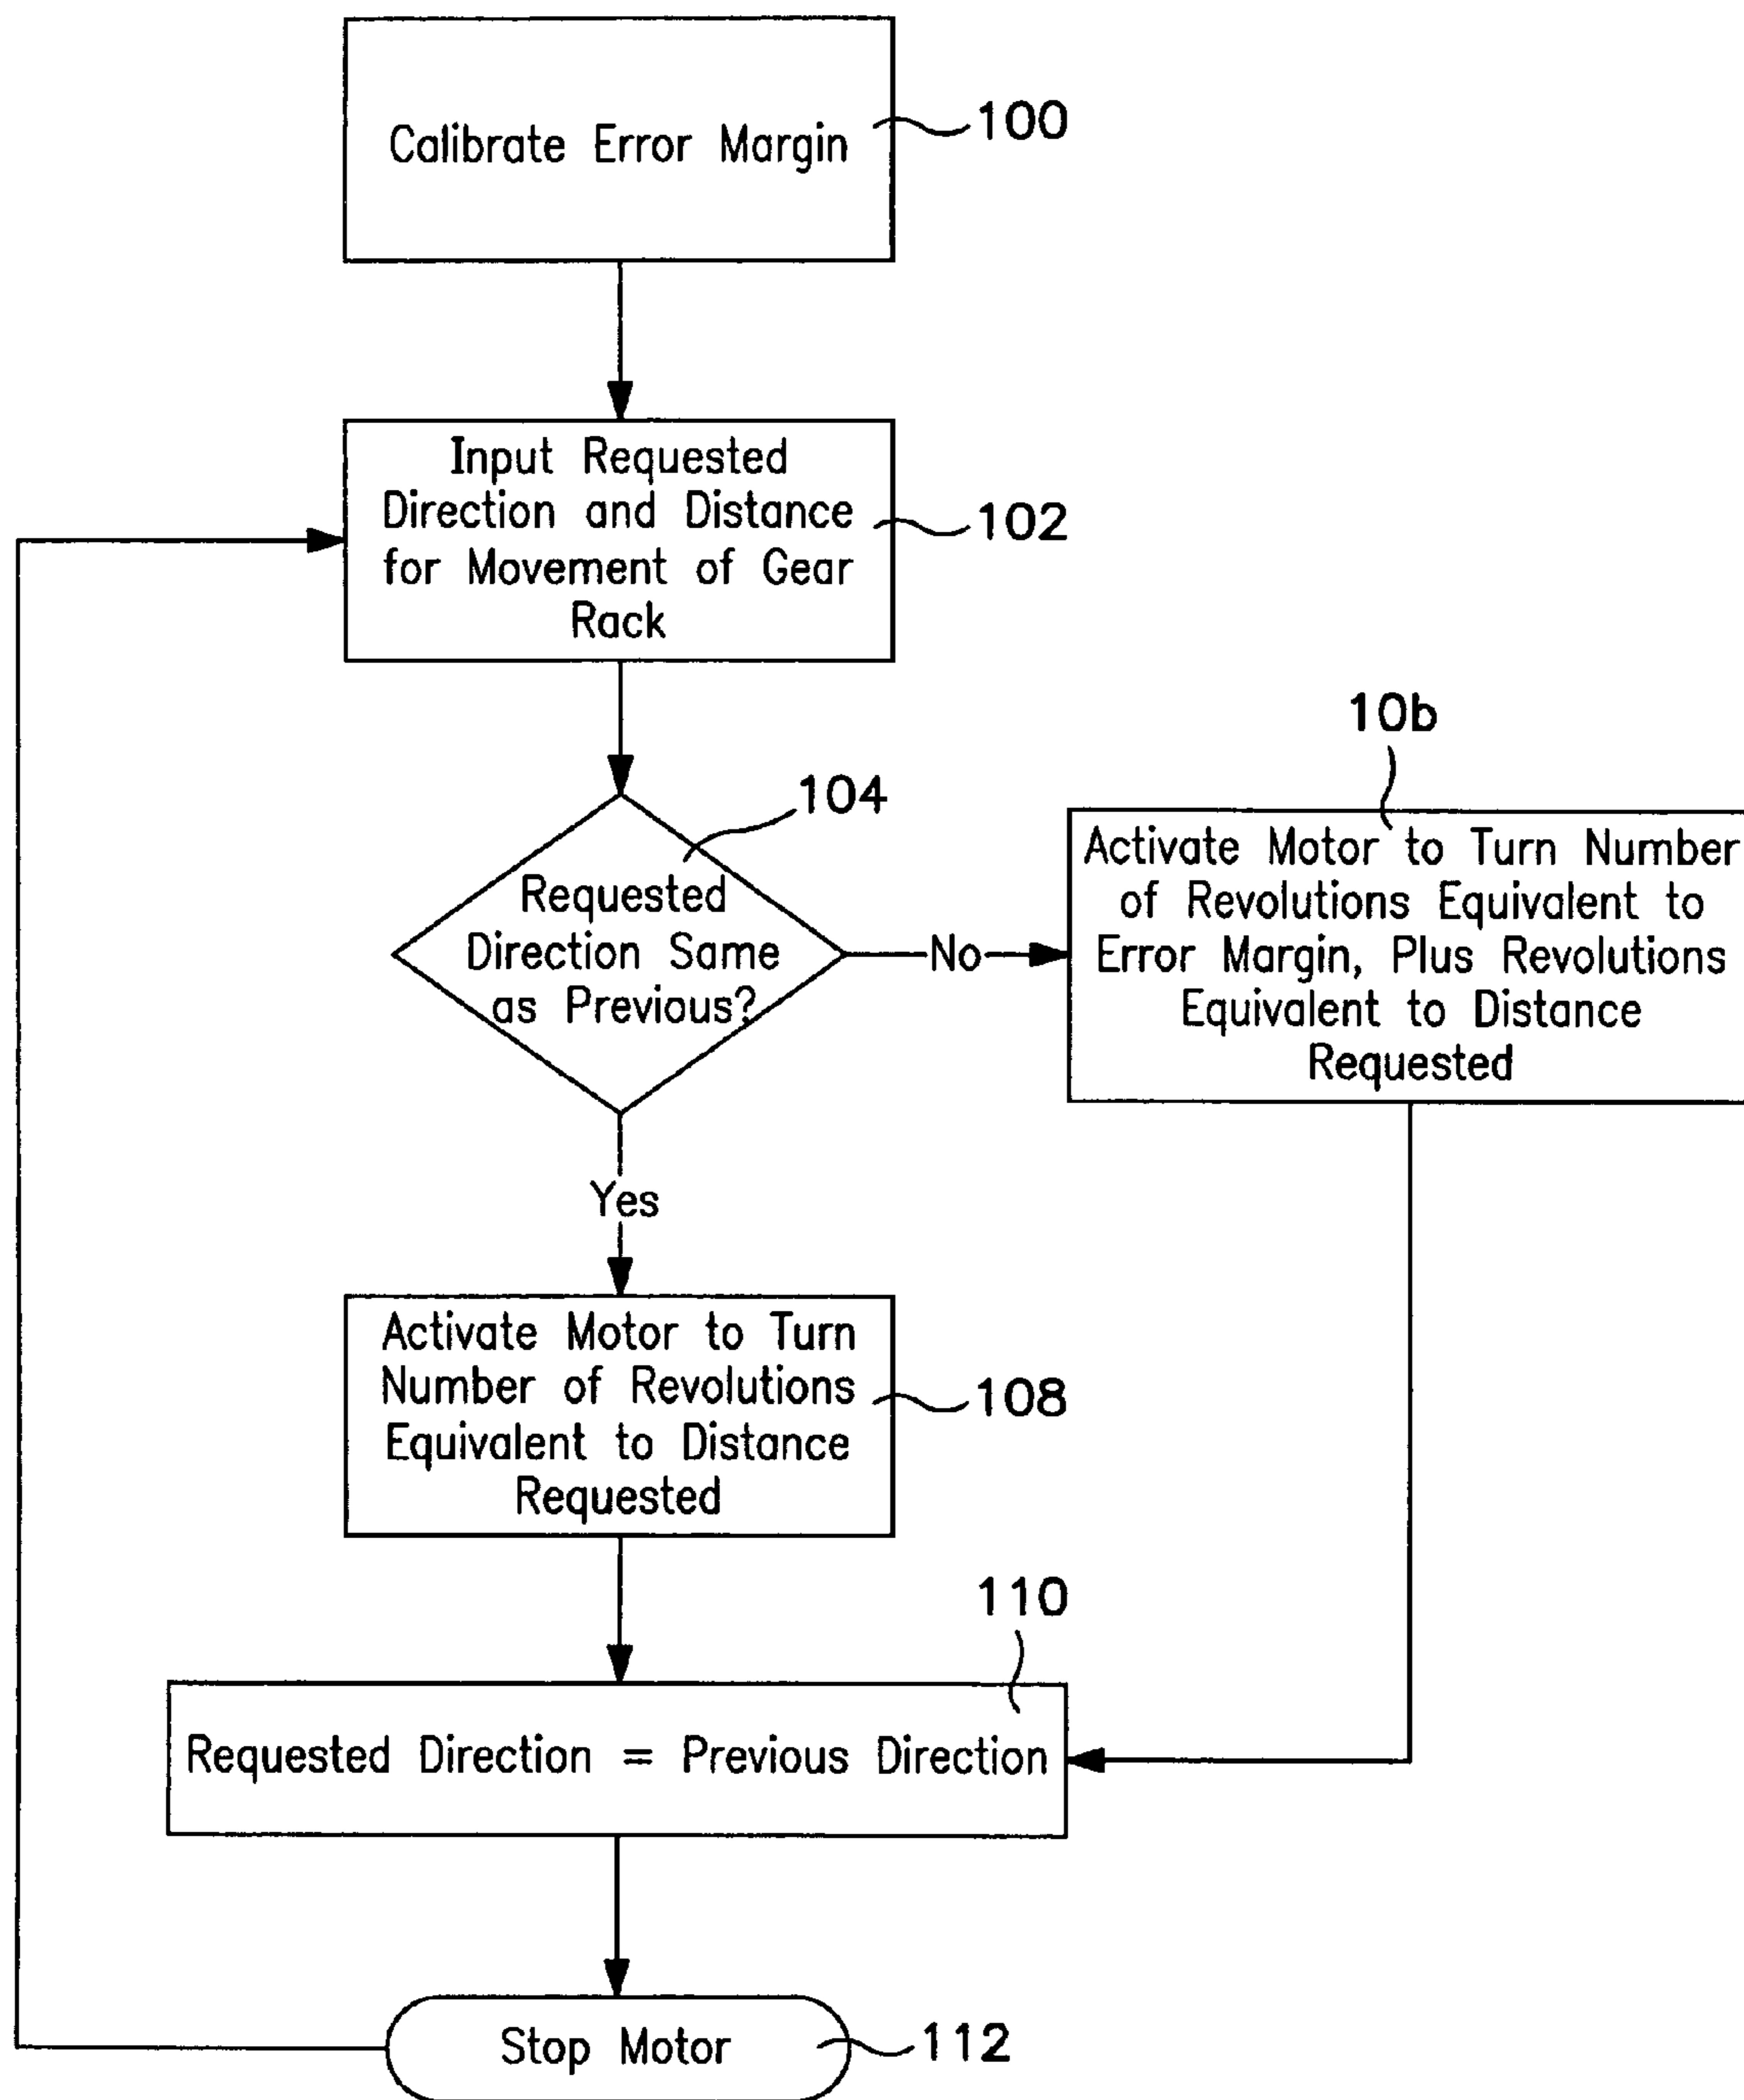 Calibrate Error Margin
100
Input Requested
Direction and Distance
for Movement of Gear
Rack
102
104
Requested
Direction Same
as Previous?
No
10b
Activate Motor to Turn Number
of Revolutions Equivalent to
Error Margin, Plus Revolutions
Equivalent to Distance
Requested
Yes
Activate Motor to Turn
Number of Revolutions
Equivalent to Distance
Requested
108
110
Requested Direction = Previous Direction
Stop Motor
112